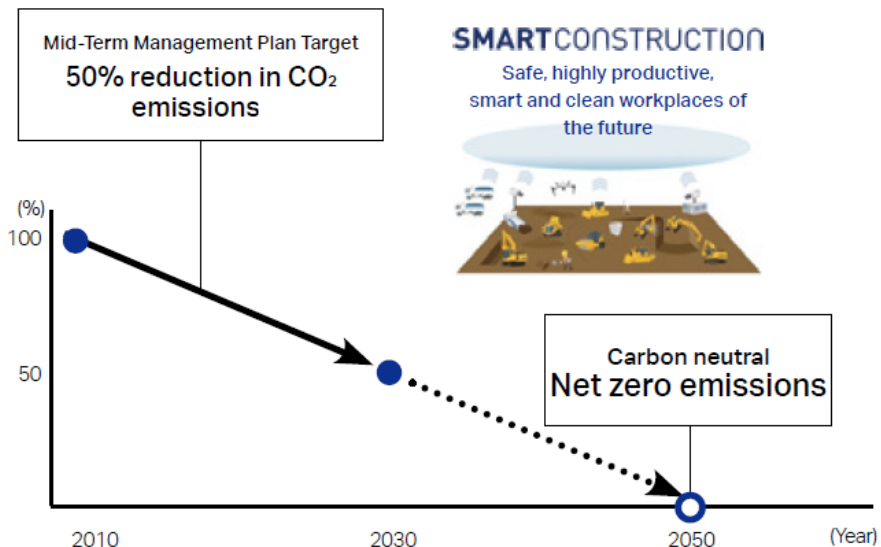 Mid-Term Management Plan Target
50% reduction in CO₂
emissions
SMARTCONSTRUCTION
Safe, highly productive,
smart and clean workplaces of
the future
(%)
100
50
Carbon neutral
Net zero emissions
2010
2030
2050
(Year)